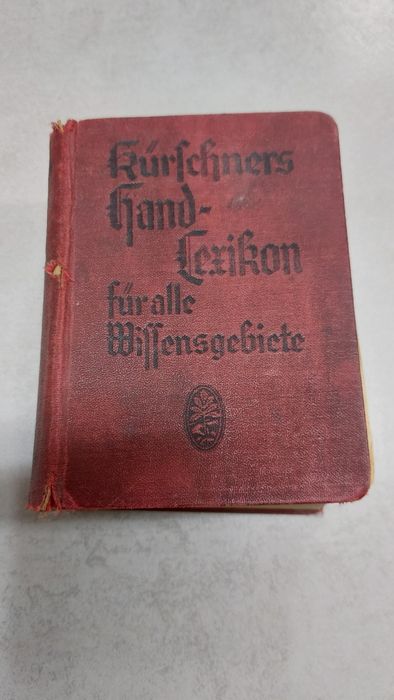 Kürschners
Hand-
Lexikon
für alle
Wissensgebiete